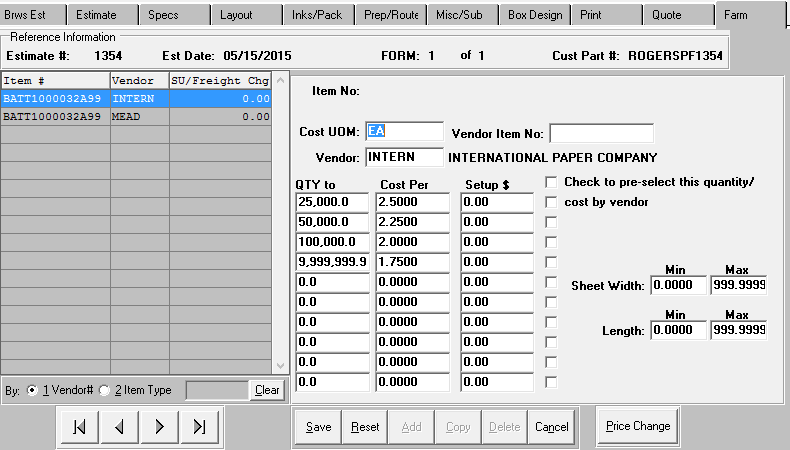 Brws Est Estimate Specs Layout Inks/Pack Prep/Route Misc/Sub Box Design Print Quote Farm
Reference Information
Estimate #: 1354 Est Date: 05/15/2015 FORM: 1 of 1 Cust Part #: ROGERSPF1354
Item # Vendor SU/Freight Chg
BATT1000032A99 INTERN 0.00
BATT1000032A99 MEAD 0.00
By: 1 Vendor# 2 Item Type Clear
Item No:
Cost UOM: EA Vendor Item No:
Vendor: INTERN INTERNATIONAL PAPER COMPANY
QTY to Cost Per Setup $
25,000.0 2.5000 0.00
50,000.0 2.2500 0.00
100,000.0 2.0000 0.00
9,999,999.9 1.7500 0.00
0.0 0.0000 0.00
0.0 0.0000 0.00
0.0 0.0000 0.00
0.0 0.0000 0.00
0.0 0.0000 0.00
0.0 0.0000 0.00
Check to pre-select this quantity/
cost by vendor
Min Max
Sheet Width: 0.0000 999.9999
Min Max
Length: 0.0000 999.9999
Save Reset Add Copy Delete Cancel Price Change